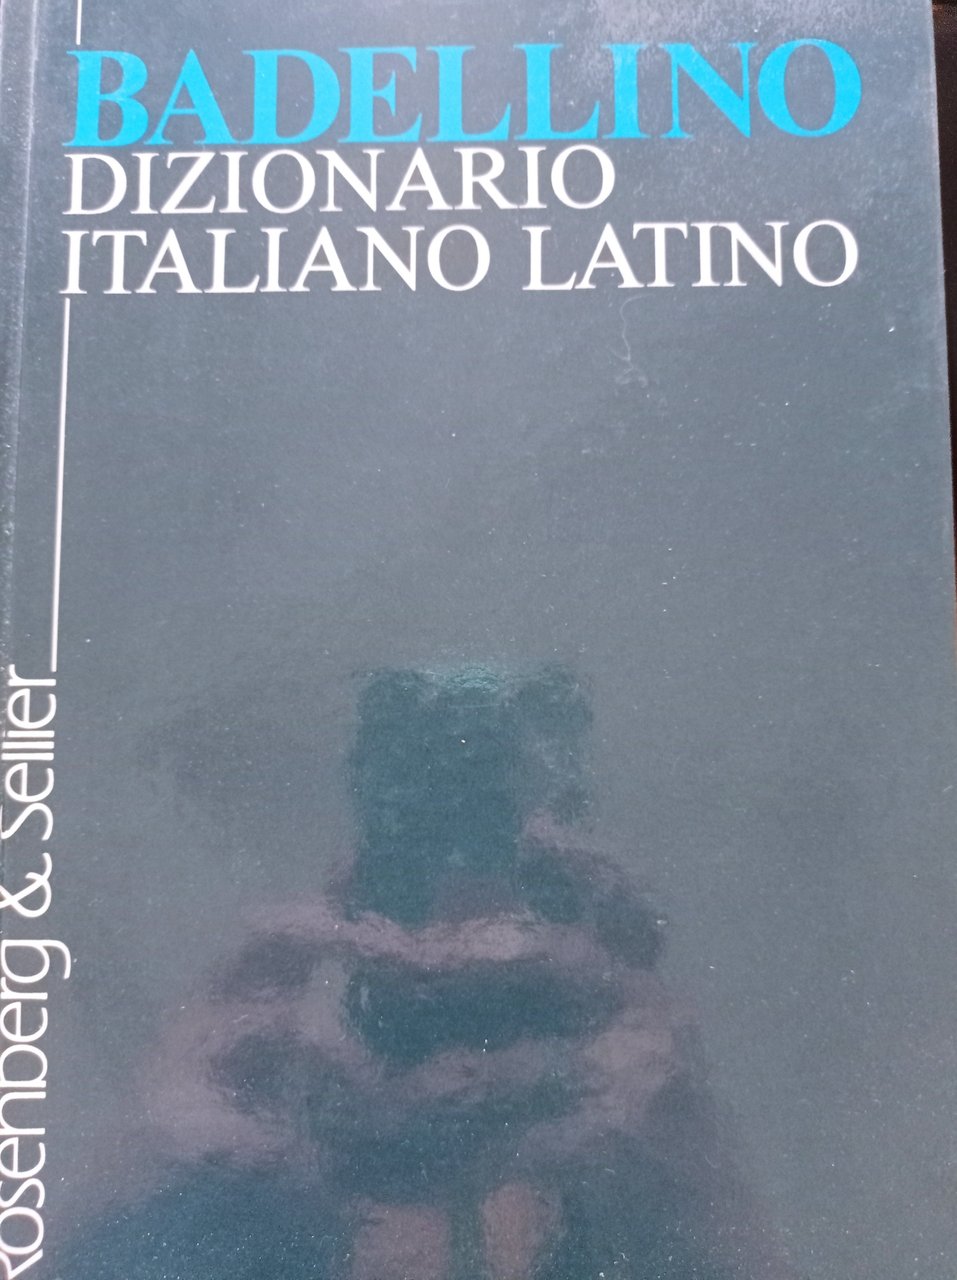 BADELLINO
DIZIONARIO
ITALIANO LATINO
Rosenberg & Sellier